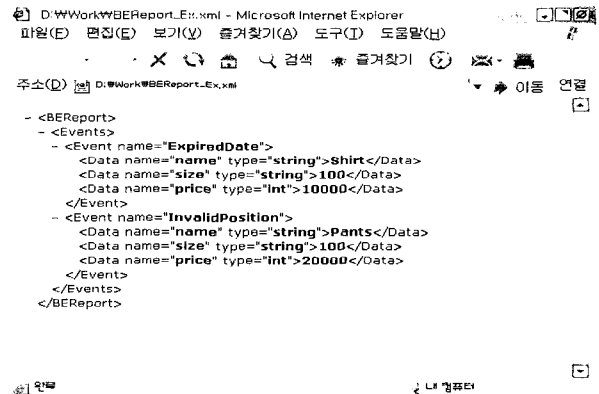 D:₩Work₩BEReport_Ex.xml - Microsoft Internet Explorer
파일(F) 편집(E) 보기(V) 즐겨찾기(A) 도구(T) 도움말(H)
검색 즐겨찾기
주소(D) D:₩Work₩BEReport_Ex.xml 이동 연결
- <BEReport>
- <Events>
- <Event name="ExpiredDate">
<Data name="name" type="string">Shirt</Data>
<Data name="size" type="string">100</Data>
<Data name="price" type="int">10000</Data>
</Event>
- <Event name="InvalidPosition">
<Data name="name" type="string">Pants</Data>
<Data name="size" type="string">100</Data>
<Data name="price" type="int">20000</Data>
</Event>
</Events>
</BEReport>
완료 내 컴퓨터